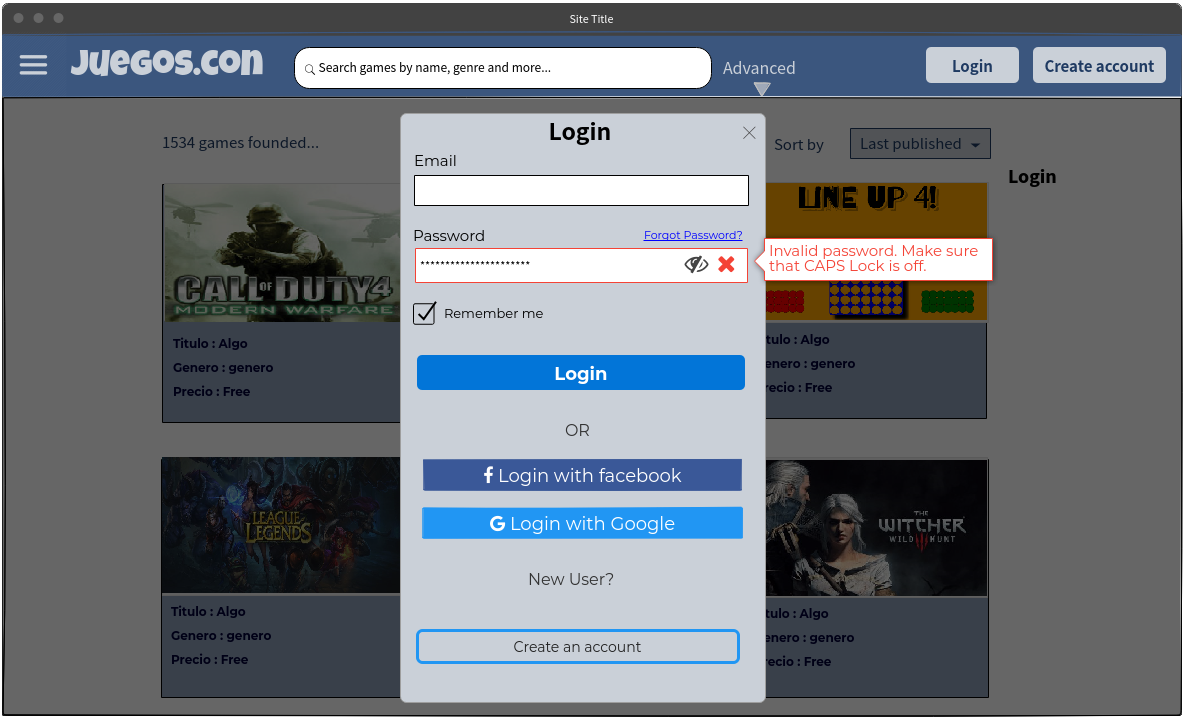 Site Title
Juegos.con
Search games by name, genre and more...
Advanced
Login
Create account
1534 games founded...
Sort by
Last published
Login
Login
Email
Password
Forgot Password?
**********************
Invalid password. Make sure
that CAPS Lock is off.
Remember me
Login
OR
Login with facebook
Login with Google
New User?
Create an account
CALL OF DUTY 4
MODERN WARFARE
Titulo : Algo
Genero : genero
Precio : Free
LINE UP 4!
tulo : Algo
enero : genero
recio : Free
LEAGUE OF LEGENDS
Titulo : Algo
Genero : genero
Precio : Free
THE
WITCHER
WILD HUNT
tulo : Algo
enero : genero
recio : Free